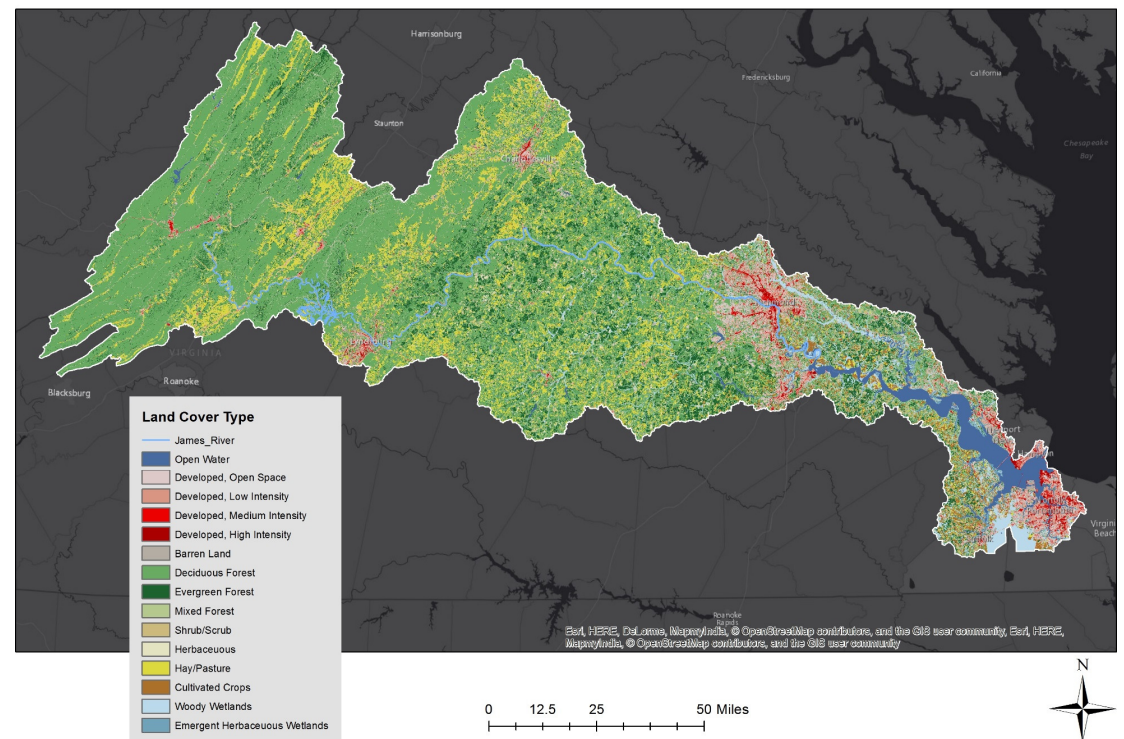 Harrisonburg
Fredericksburg
California
Staunton
Chesapeake
Bay
Charlottesville
Lynchburg
VIRGINIA
Roanoke
Blacksburg
Virginia
Beach
Land Cover Type
James_River
Open Water
Developed, Open Space
Developed, Low Intensity
Developed, Medium Intensity
Developed, High Intensity
Barren Land
Deciduous Forest
Evergreen Forest
Mixed Forest
Shrub/Scrub
Herbaceuous
Hay/Pasture
Cultivated Crops
Woody Wetlands
Emergent Herbaceuous Wetlands
Roanoke
Rapids
Esri, HERE, DeLorme, MapmyIndia, © OpenStreetMap contributors, and the GIS user community, Esri, HERE,
MapmyIndia, © OpenStreetMap contributors, and the GIS user community
N
0 12.5 25 50 Miles